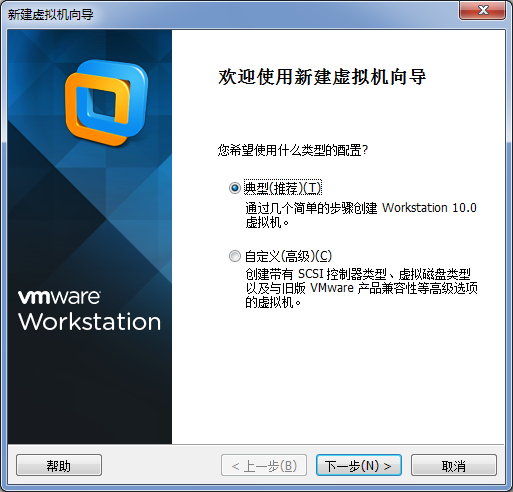 新建虚拟机向导
欢迎使用新建虚拟机向导
您希望使用什么类型的配置?
典型(推荐)(T)
通过几个简单的步骤创建 Workstation 10.0
虚拟机。
自定义(高级)(C)
创建带有 SCSI 控制器类型、虚拟磁盘类型
以及与旧版 VMware 产品兼容性等高级选项
的虚拟机。
vmware
Workstation
帮助
< 上一步(B)
下一步(N) >
取消